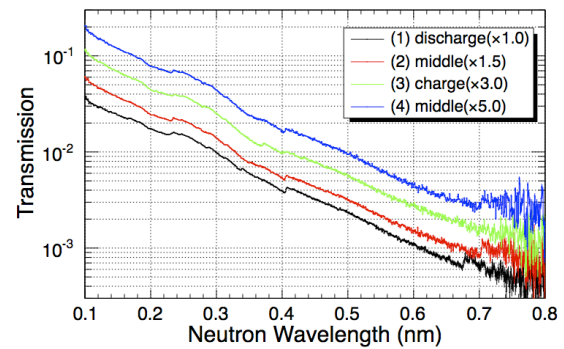 (1) discharge(×1.0)
(2) middle(×1.5)
(3) charge(×3.0)
(4) middle(×5.0)
Transmission
10⁻¹
10⁻²
10⁻³
0.1 0.2 0.3 0.4 0.5 0.6 0.7 0.8
Neutron Wavelength (nm)